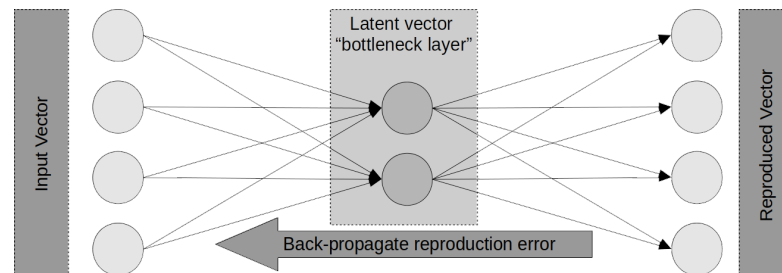 Input Vector
Latent vector
“bottleneck layer”
Back-propagate reproduction error
Reproduced Vector